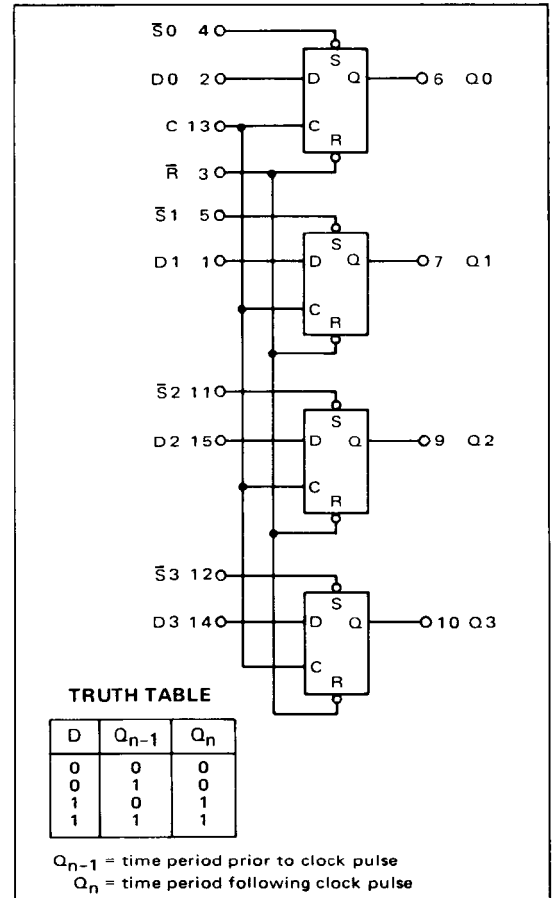 S̅0 4
S
D0 2 D Q 6 Q0
C 13 C
R
R̅ 3
S̅1 5
S
D1 1 D Q 7 Q1
C
R
S̅2 11
S
D2 15 D Q 9 Q2
C
R
S̅3 12
S
D3 14 D Q 10 Q3
C
R
TRUTH TABLE
D Qn−1 Qn
0 0 0
0 1 0
1 0 1
1 1 1
Qn−1 = time period prior to clock pulse
Qn = time period following clock pulse